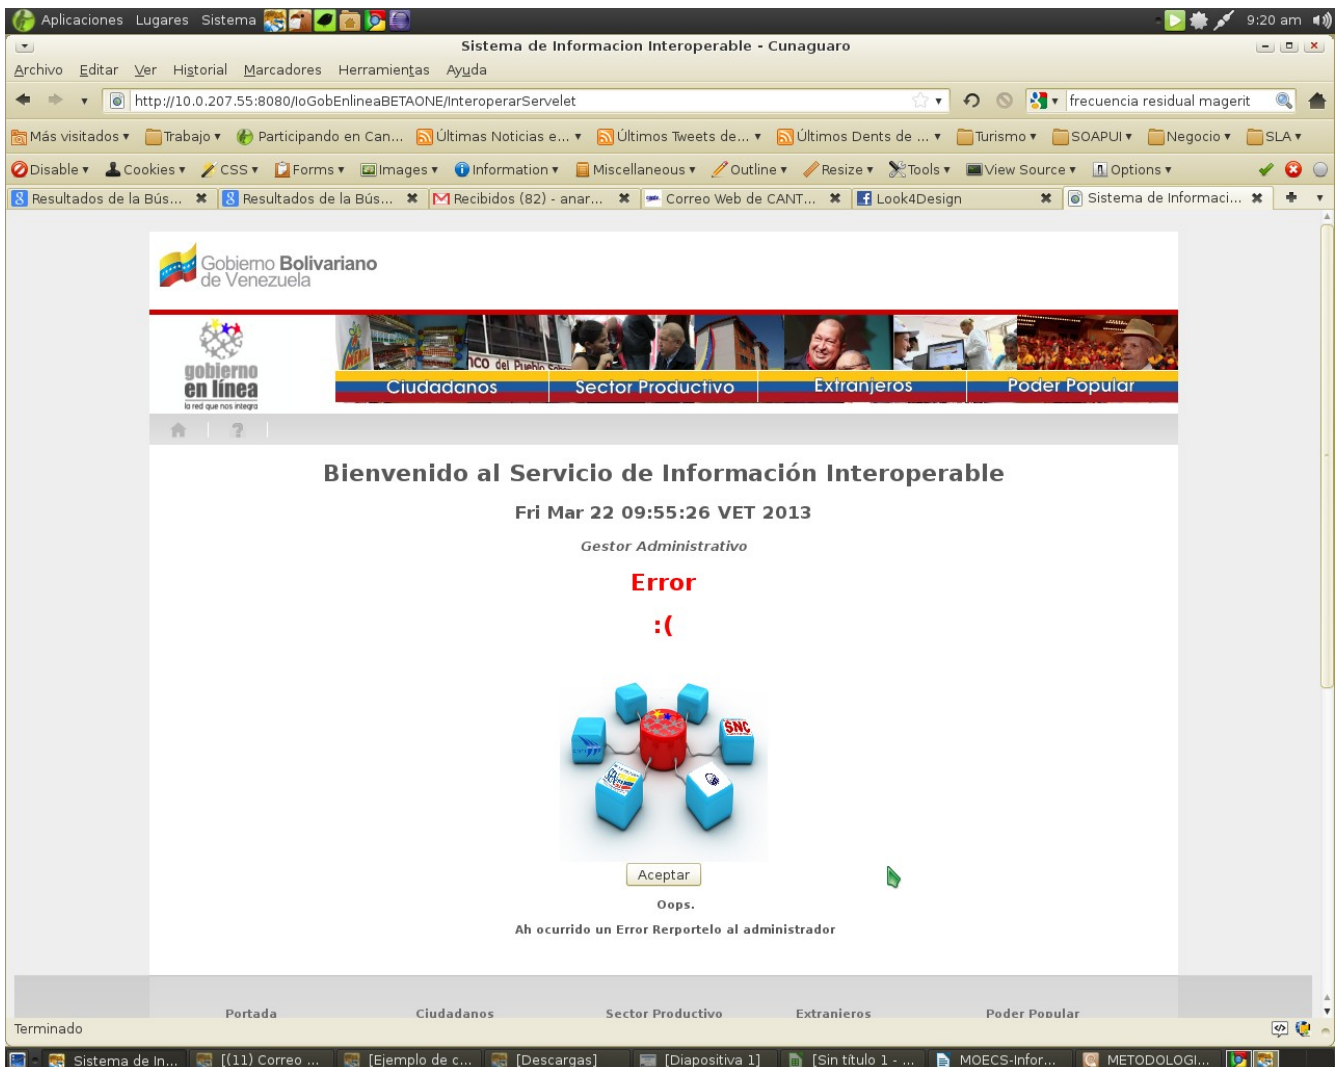 Aplicaciones Lugares Sistema 9:20 am
Sistema de Informacion Interoperable - Cunaguaro
Archivo Editar Ver Historial Marcadores Herramientas Ayuda
http://10.0.207.55:8080/IoGobEnlineaBETAONE/InteroperarServelet frecuencia residual magerit
Más visitados Trabajo Participando en Can... Últimas Noticias e... Últimos Tweets de... Últimos Dents de ... Turismo SOAPUI Negocio SLA
Disable Cookies CSS Forms Images Information Miscellaneous Outline Resize Tools View Source Options
Resultados de la Bús... Resultados de la Bús... Recibidos (82) - anar... Correo Web de CANT... Look4Design Sistema de Informaci...
Gobierno Bolivariano
de Venezuela
gobierno
en línea
la red que nos integra
Ciudadanos Sector Productivo Extranjeros Poder Popular
Bienvenido al Servicio de Información Interoperable
Fri Mar 22 09:55:26 VET 2013
Gestor Administrativo
Error
:(
SNC
Aceptar
Oops.
Ah ocurrido un Error Rerportelo al administrador
Portada Ciudadanos Sector Productivo Extranjeros Poder Popular
Terminado
Sistema de In... [(11) Correo ... [Ejemplo de c... [Descargas] [Diapositiva 1] [Sin título 1 - ... MOECS-Infor... METODOLOGI...